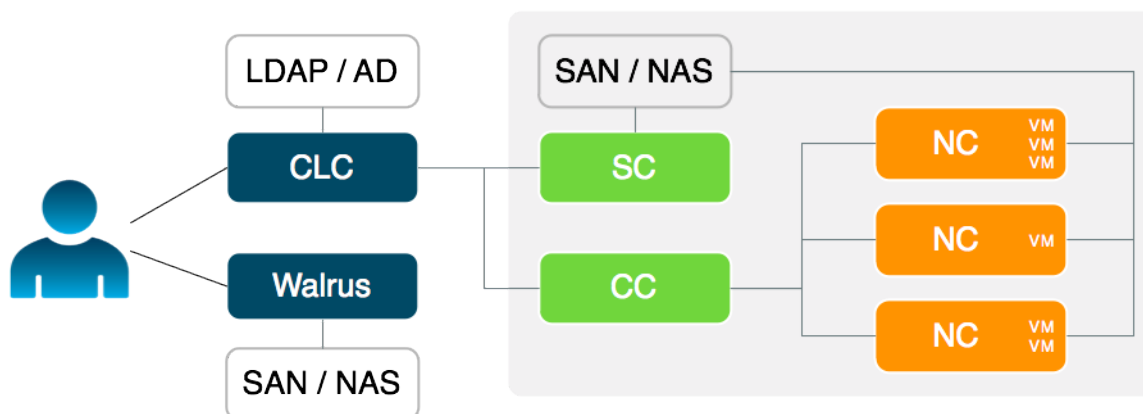 LDAP / AD
SAN / NAS
CLC
SC
NC
VM
VM
VM
NC
VM
Walrus
CC
NC
VM
VM
SAN / NAS